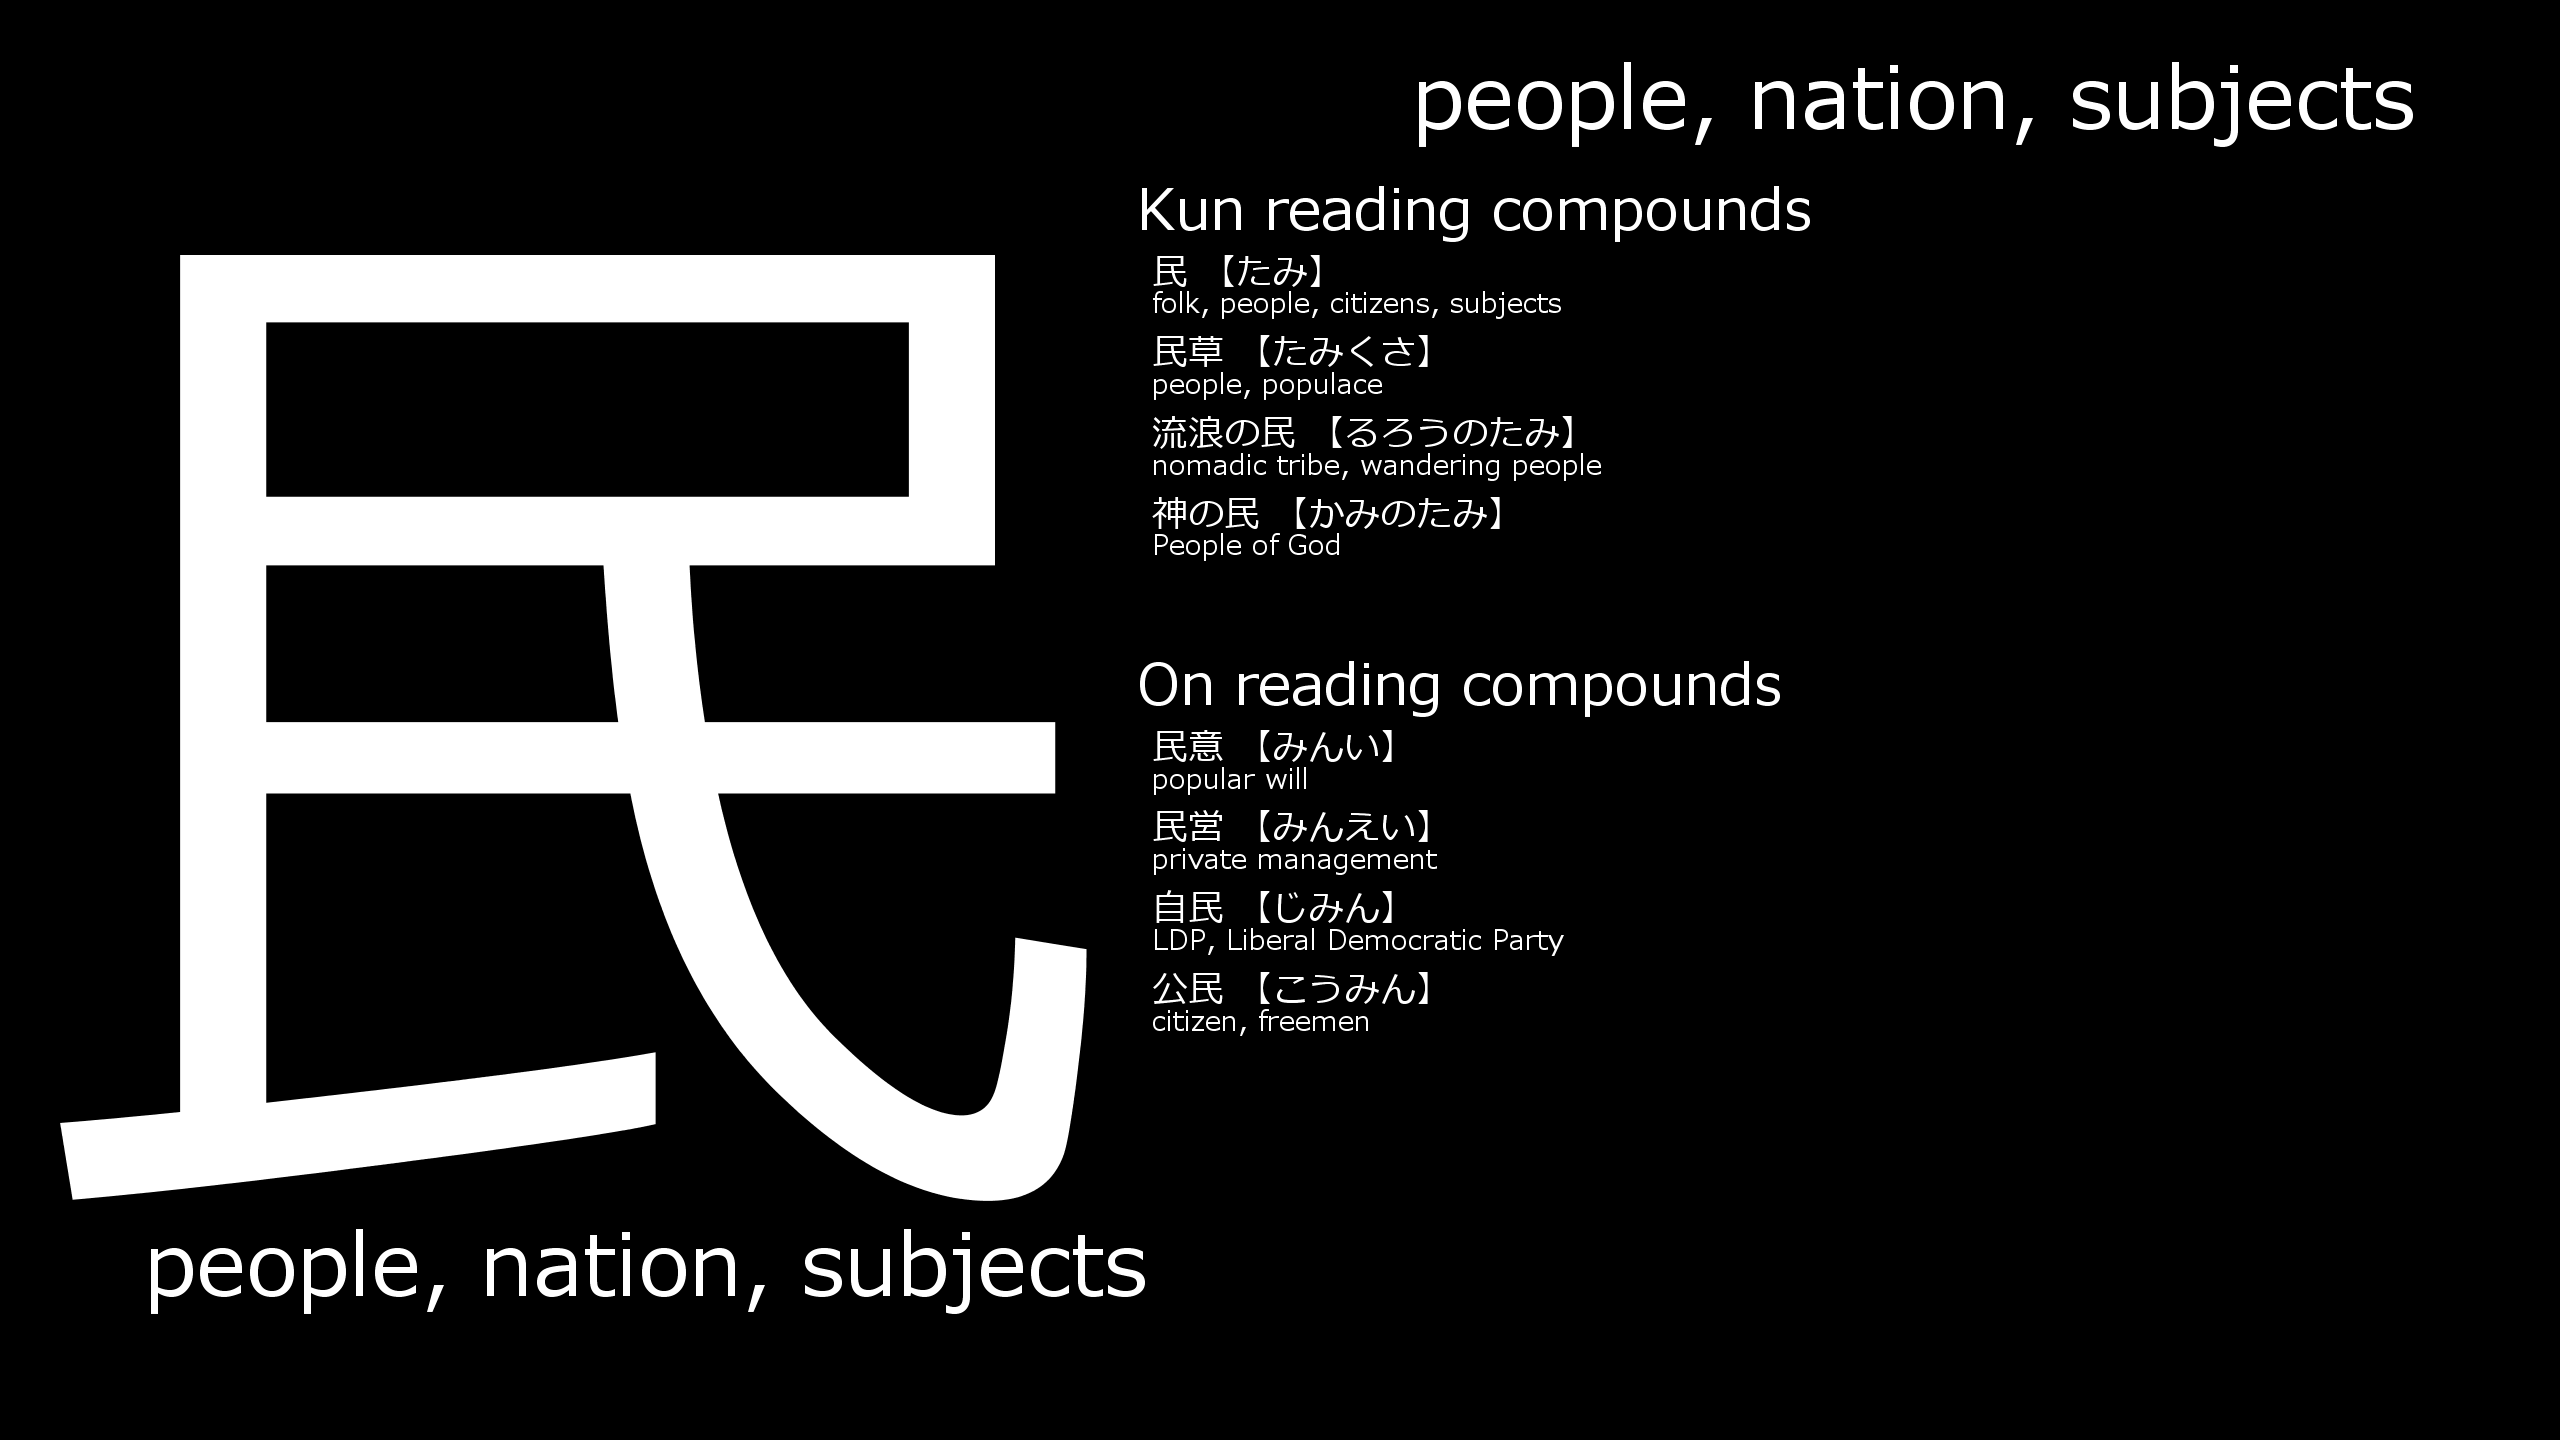 people, nation, subjects
民
people, nation, subjects
Kun reading compounds
民 【たみ】
folk, people, citizens, subjects
民草 【たみくさ】
people, populace
流浪の民 【るろうのたみ】
nomadic tribe, wandering people
神の民 【かみのたみ】
People of God
On reading compounds
民意 【みんい】
popular will
民営 【みんえい】
private management
自民 【じみん】
LDP, Liberal Democratic Party
公民 【こうみん】
citizen, freemen